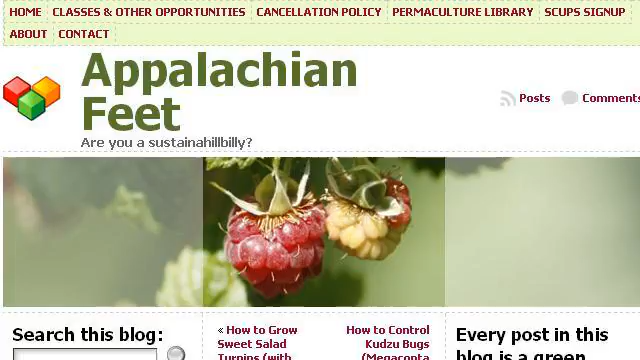 HOME CLASSES & OTHER OPPORTUNITIES CANCELLATION POLICY PERMACULTURE LIBRARY SCUPS SIGNUP
ABOUT CONTACT
Appalachian
Feet
Are you a sustainahillbilly?
Posts Comments
Search this blog:
« How to Grow
Sweet Salad
Turnips (with
How to Control
Kudzu Bugs
(Megacopta
Every post in this
blog is a green